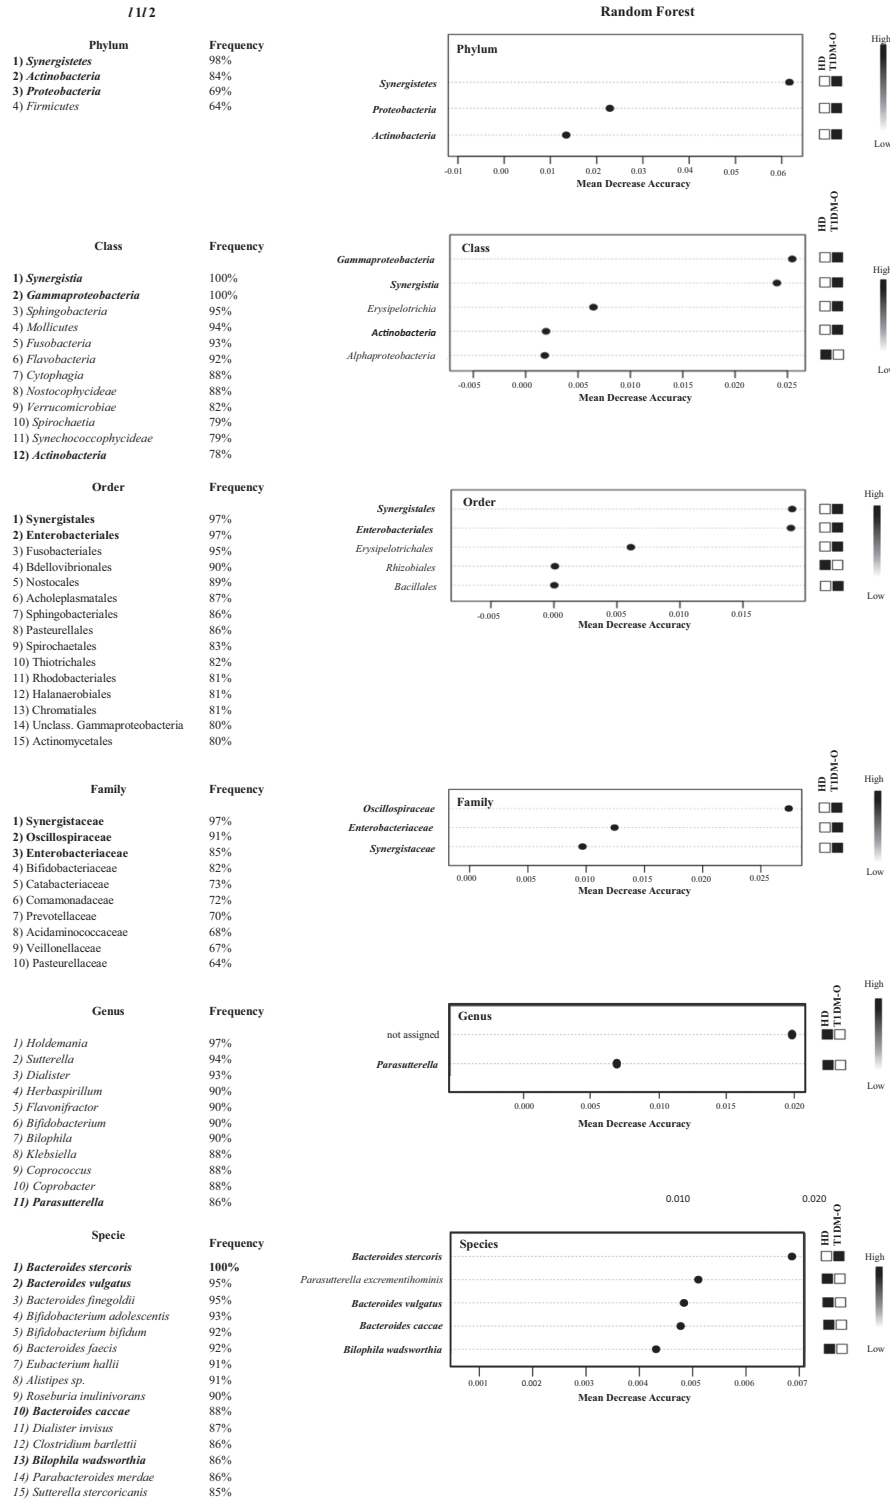 l1l2
Random Forest
Phylum
Frequency
1) Synergistetes 98%
2) Actinobacteria 84%
3) Proteobacteria 69%
4) Firmicutes 64%
Phylum
Synergistetes
Proteobacteria
Actinobacteria
-0.01 0.00 0.01 0.02 0.03 0.04 0.05 0.06
Mean Decrease Accuracy
HD
T1DM-O
High
Low
Class
Frequency
1) Synergistia 100%
2) Gammaproteobacteria 100%
3) Sphingobacteria 95%
4) Mollicutes 94%
5) Fusobacteria 93%
6) Flavobacteria 92%
7) Cytophagia 88%
8) Nostocophycideae 88%
9) Verrucomicrobiae 82%
10) Spirochaetia 79%
11) Synechococcophycideae 79%
12) Actinobacteria 78%
Class
Gammaproteobacteria
Synergistia
Erysipelotrichia
Actinobacteria
Alphaproteobacteria
-0.005 0.000 0.005 0.010 0.015 0.020 0.025
Mean Decrease Accuracy
HD
T1DM-O
High
Low
Order
Frequency
1) Synergistales 97%
2) Enterobacteriales 97%
3) Fusobacteriales 95%
4) Bdellovibrionales 90%
5) Nostocales 89%
6) Acholeplasmatales 87%
7) Sphingobacteriales 86%
8) Pasteurellales 86%
9) Spirochaetales 83%
10) Thiotrichales 82%
11) Rhodobacteriales 81%
12) Halanaerobiales 81%
13) Chromatiales 81%
14) Unclass. Gammaproteobacteria 80%
15) Actinomycetales 80%
Order
Synergistales
Enterobacteriales
Erysipelotrichales
Rhizobiales
Bacillales
-0.005 0.000 0.005 0.010 0.015
Mean Decrease Accuracy
High
Low
Family
Frequency
1) Synergistaceae 97%
2) Oscillospiraceae 91%
3) Enterobacteriaceae 85%
4) Bifidobacteriaceae 82%
5) Catabacteriaceae 73%
6) Comamonadaceae 72%
7) Prevotellaceae 70%
8) Acidaminococcaceae 68%
9) Veillonellaceae 67%
10) Pasteurellaceae 64%
Family
Oscillospiraceae
Enterobacteriaceae
Synergistaceae
0.000 0.005 0.010 0.015 0.020 0.025
Mean Decrease Accuracy
HD
T1DM-O
High
Low
Genus
Frequency
1) Holdemania 97%
2) Sutterella 94%
3) Dialister 93%
4) Herbaspirillum 90%
5) Flavonifractor 90%
6) Bifidobacterium 90%
7) Bilophila 90%
8) Klebsiella 88%
9) Coprococcus 88%
10) Coprobacter 88%
11) Parasutterella 86%
Genus
not assigned
Parasutterella
0.000 0.005 0.010 0.015 0.020
Mean Decrease Accuracy
HD
T1DM-O
High
Low
0.010 0.020
Specie
Frequency
1) Bacteroides stercoris 100%
2) Bacteroides vulgatus 95%
3) Bacteroides finegoldii 95%
4) Bifidobacterium adolescentis 93%
5) Bifidobacterium bifidum 92%
6) Bacteroides faecis 92%
7) Eubacterium hallii 91%
8) Alistipes sp. 91%
9) Roseburia inulinivorans 90%
10) Bacteroides caccae 88%
11) Dialister invisus 87%
12) Clostridium bartlettii 86%
13) Bilophila wadsworthia 86%
14) Parabacteroides merdae 86%
15) Sutterella stercoricanis 85%
Species
Bacteroides stercoris
Parasutterella excrementihominis
Bacteroides vulgatus
Bacteroides caccae
Bilophila wadsworthia
0.001 0.002 0.003 0.004 0.005 0.006 0.007
Mean Decrease Accuracy
HD
T1DM-O
High
Low